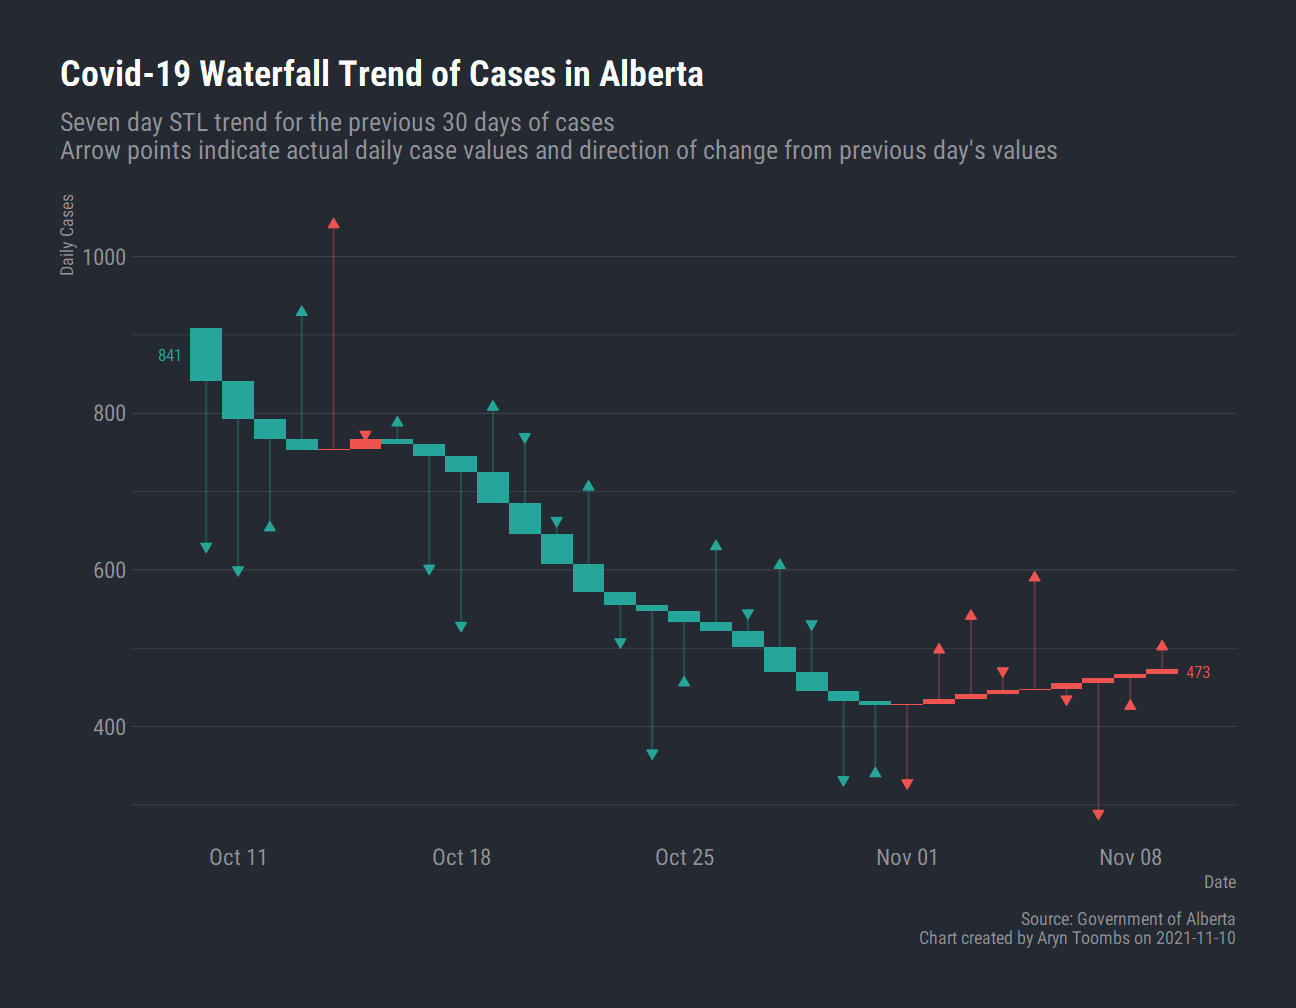 Covid-19 Waterfall Trend of Cases in Alberta
Seven day STL trend for the previous 30 days of cases
Arrow points indicate actual daily case values and direction of change from previous day's values
Daily Cases
1000
800
600
400
841
473
Oct 11
Oct 18
Oct 25
Nov 01
Nov 08
Date
Source: Government of Alberta
Chart created by Aryn Toombs on 2021-11-10